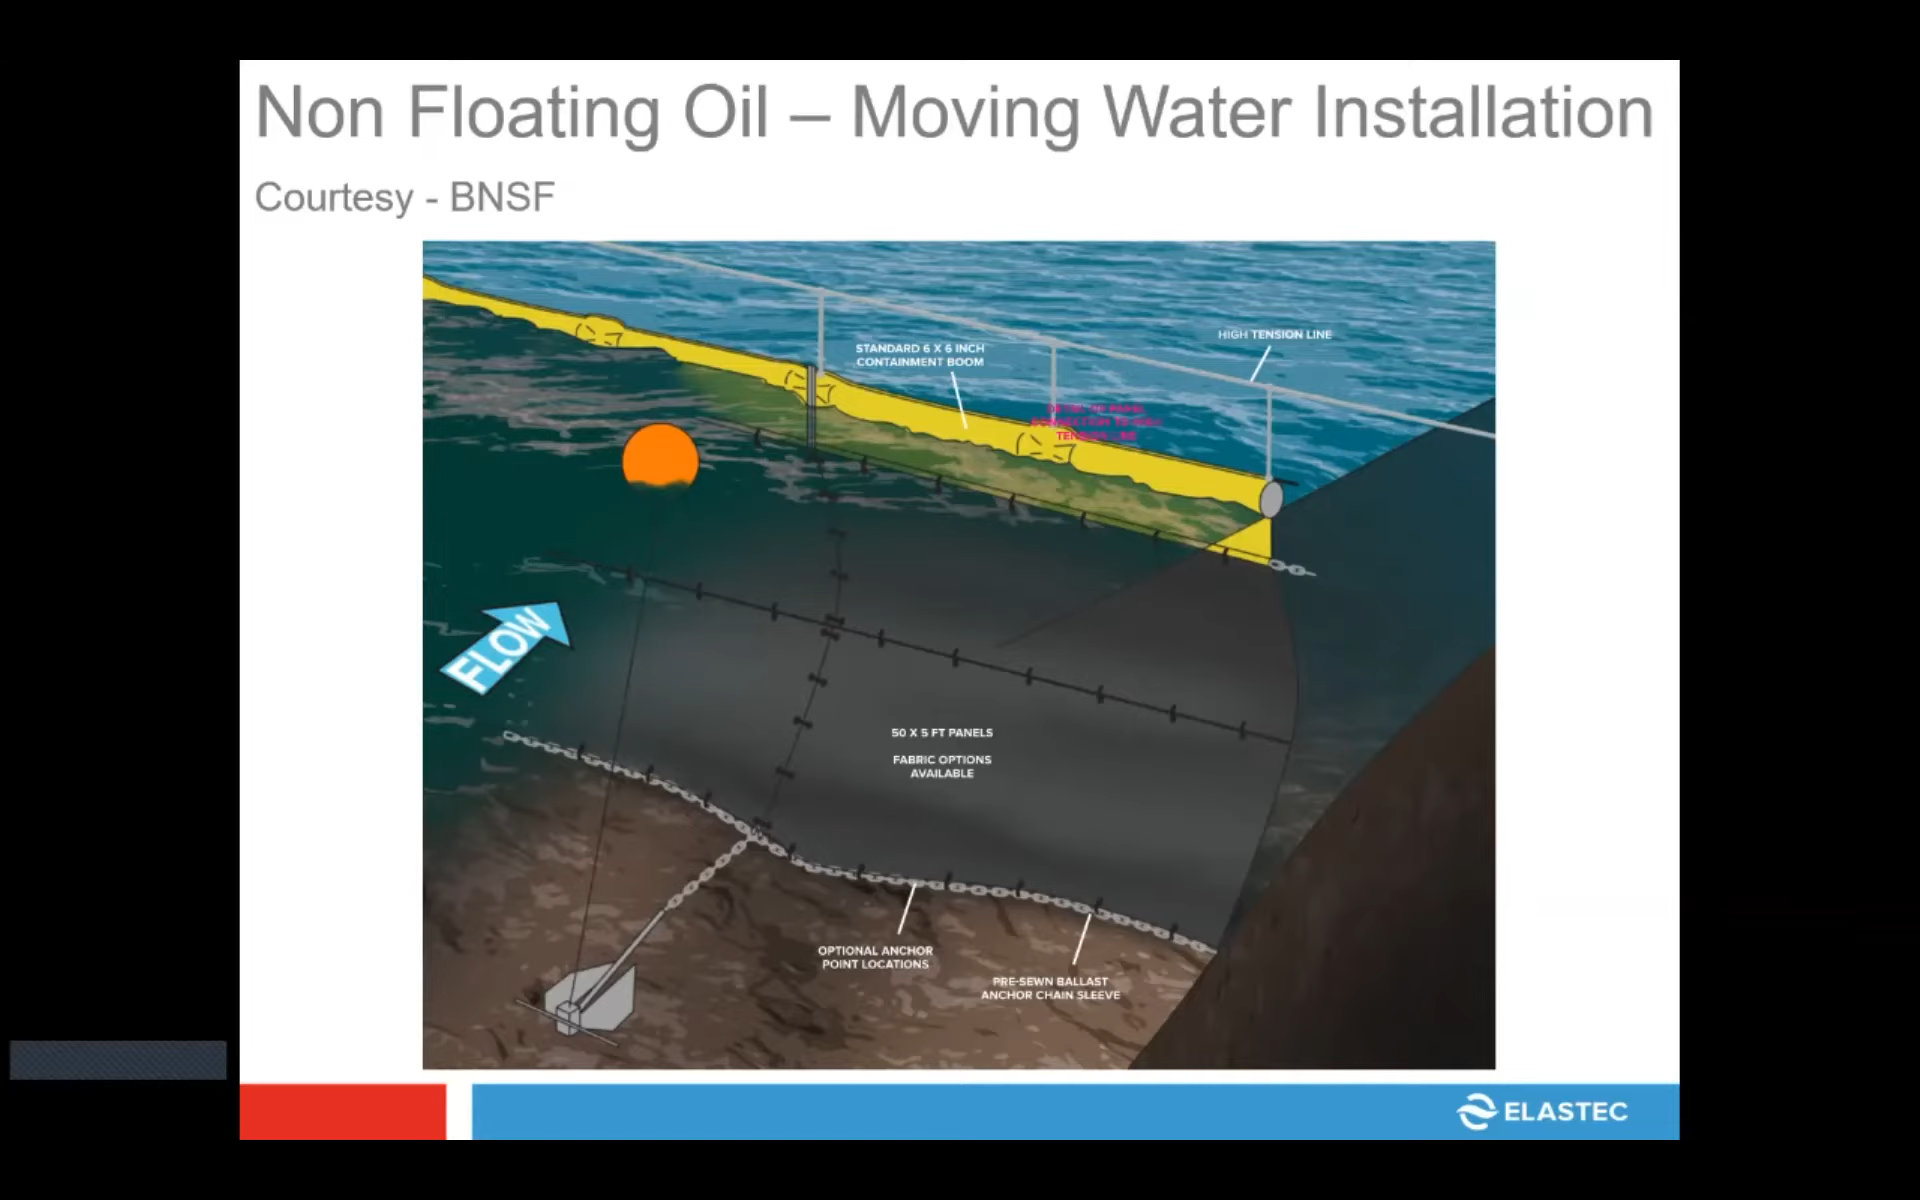 Non Floating Oil – Moving Water Installation
Courtesy - BNSF
HIGH TENSION LINE
STANDARD 6 X 6 INCH
CONTAINMENT BOOM
FLOW
50 X 5 FT PANELS
FABRIC OPTIONS
AVAILABLE
OPTIONAL ANCHOR
POINT LOCATIONS
PRE-SEWN BALLAST
ANCHOR CHAIN SLEEVE
ELASTEC